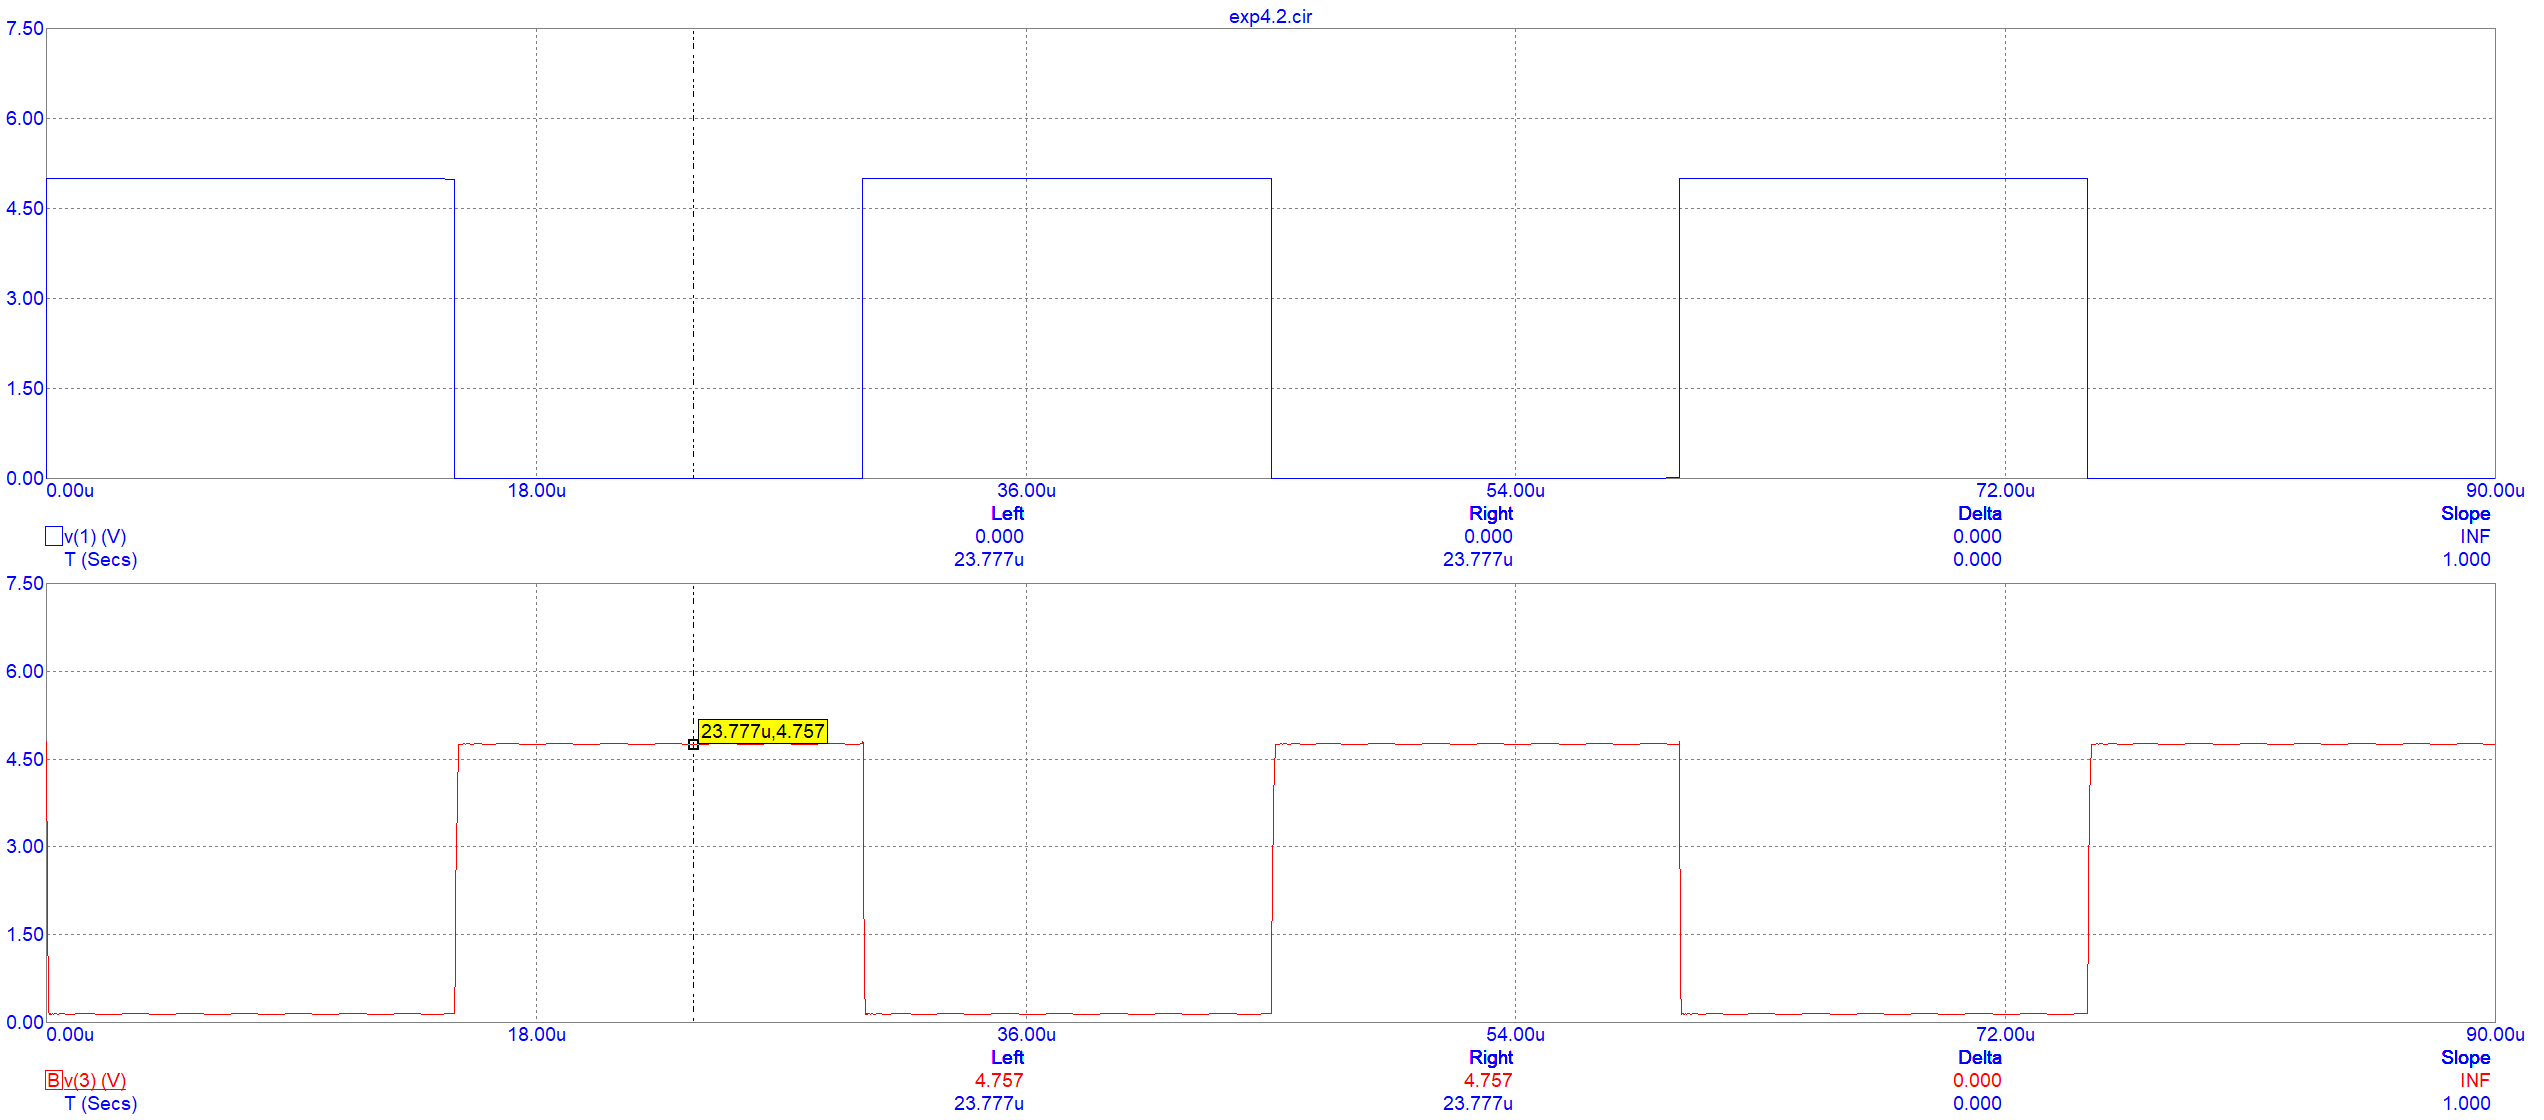 exp4.2.cir
7.50
6.00
4.50
3.00
1.50
0.00
0.00u 18.00u 36.00u 54.00u 72.00u 90.00u
Left Right Delta Slope
v(1) (V) 0.000 0.000 0.000 INF
T (Secs) 23.777u 23.777u 0.000 1.000
7.50
6.00
23.777u,4.757
4.50
3.00
1.50
0.00
0.00u 18.00u 36.00u 54.00u 72.00u 90.00u
Left Right Delta Slope
B v(3) (V) 4.757 4.757 0.000 INF
T (Secs) 23.777u 23.777u 0.000 1.000